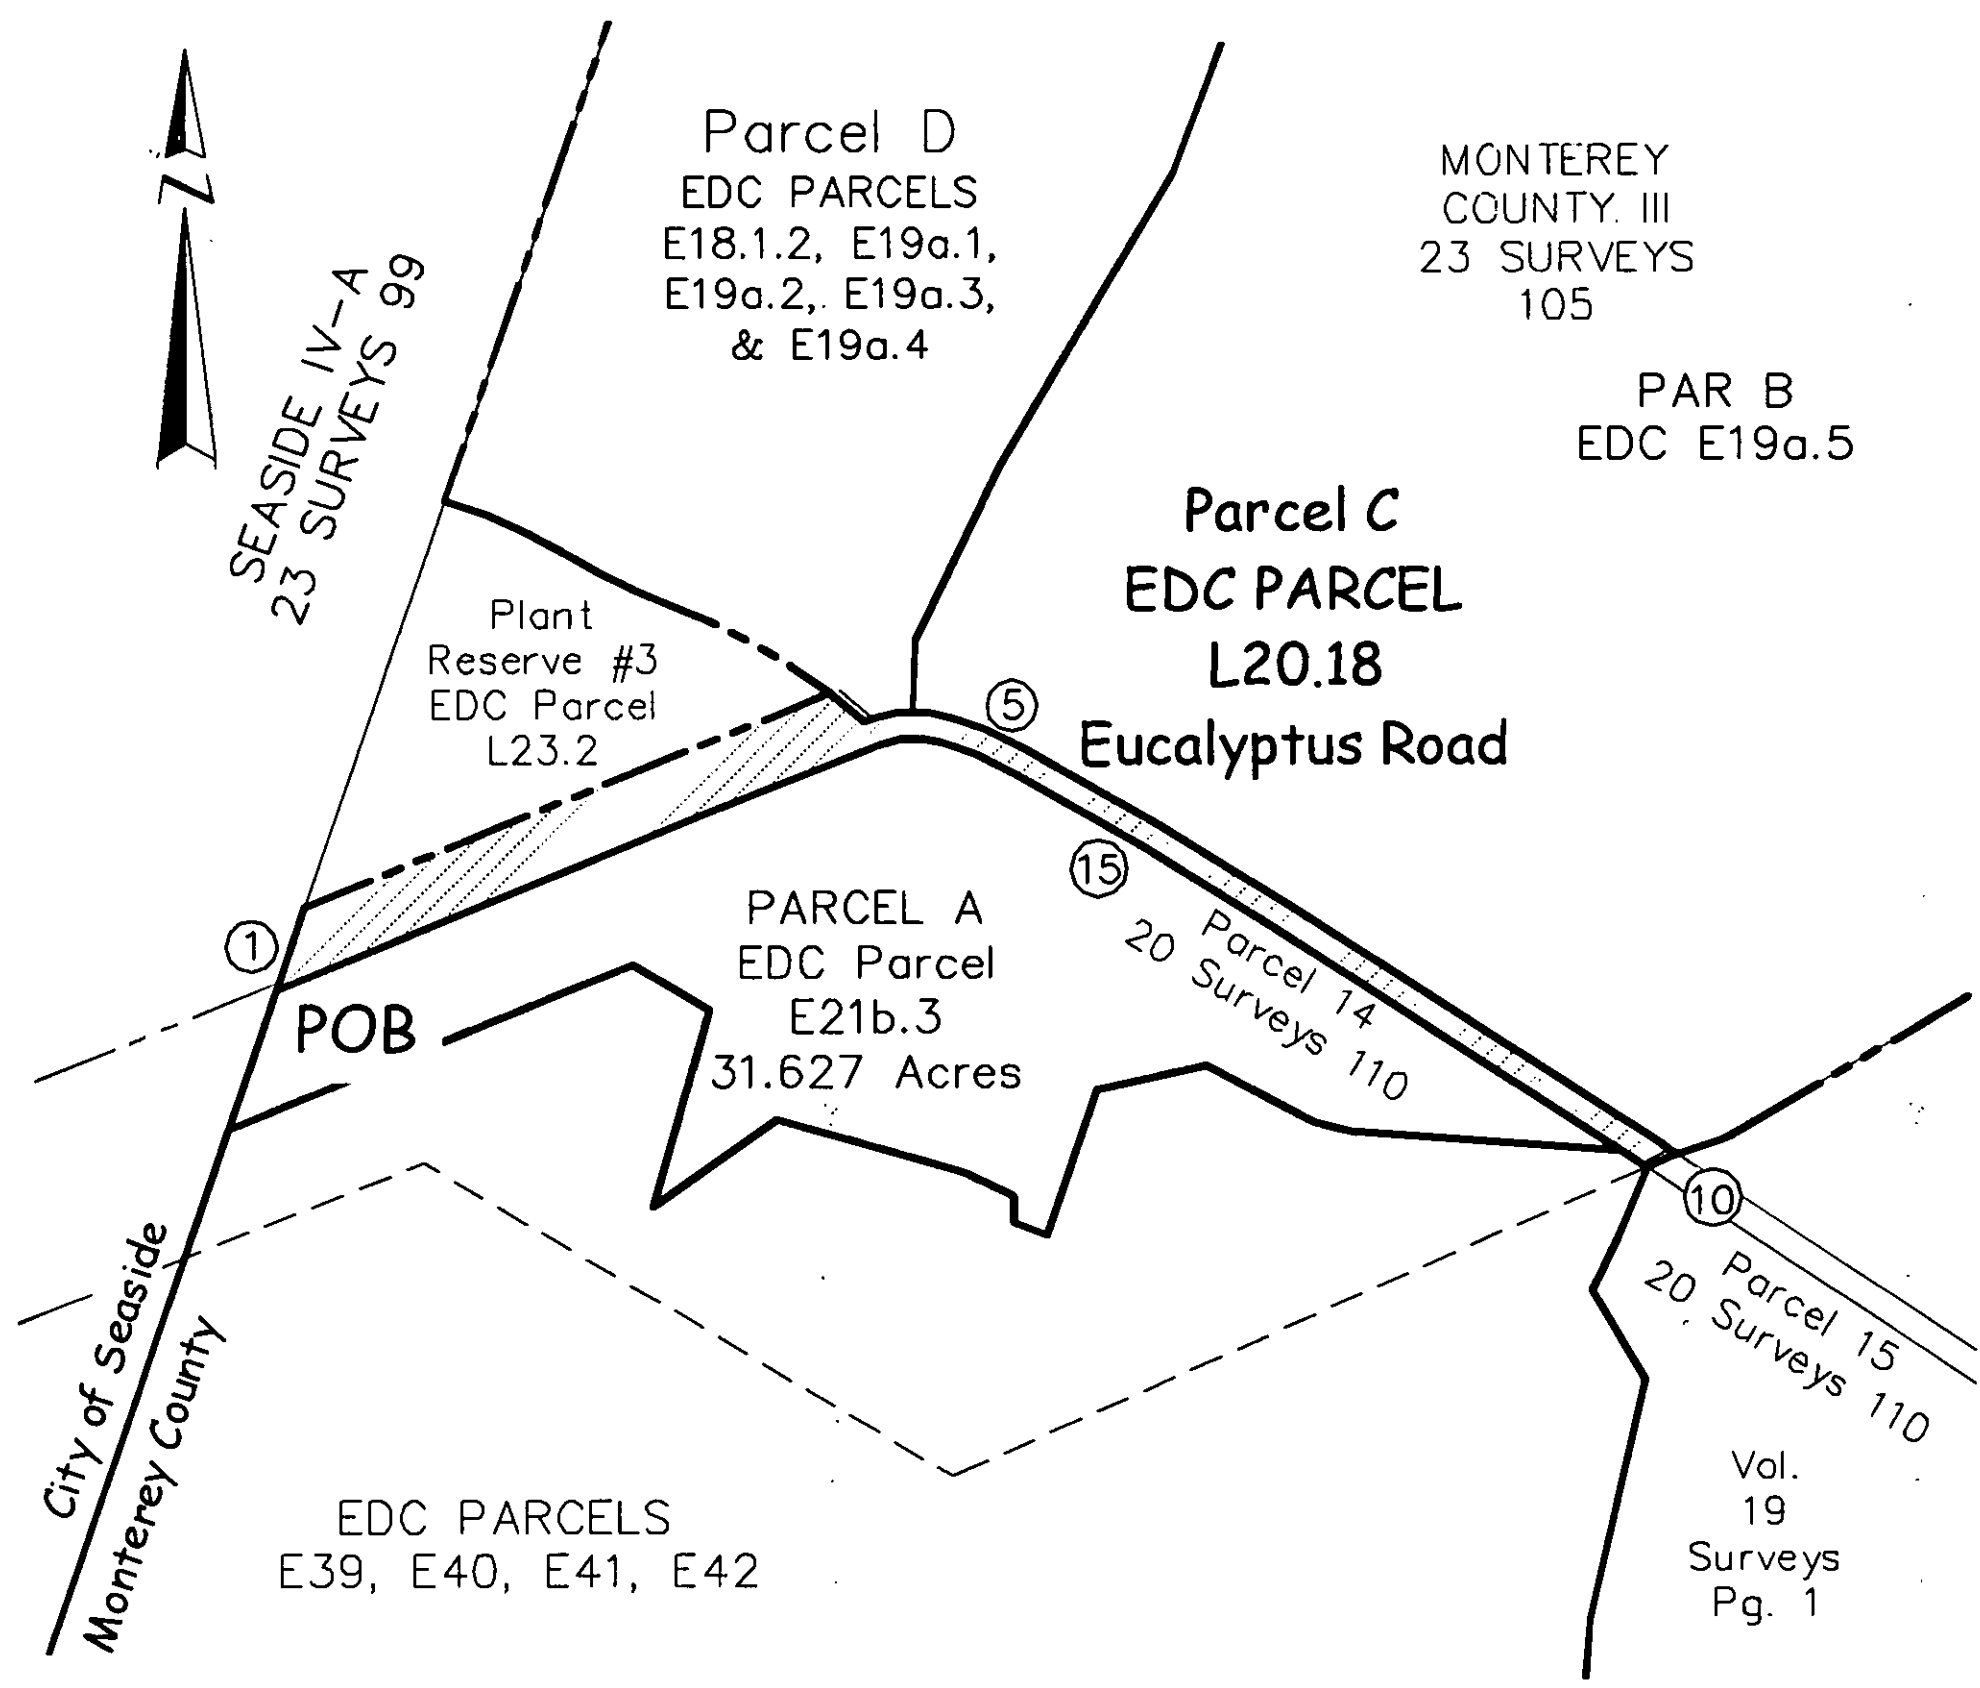 Parcel D
EDC PARCELS
E18.1.2, E19a.1,
E19a.2, E19a.3,
& E19a.4
MONTEREY
COUNTY. III
23 SURVEYS
105
PAR B
EDC E19a.5
SEASIDE IV-A
23 SURVEYS 99
Parcel C
EDC PARCEL
L20.18
Eucalyptus Road
Plant
Reserve #3
EDC Parcel
L23.2
5
15
1
POB
PARCEL A
EDC Parcel
E21b.3
31.627 Acres
Parcel 14
20 Surveys 110
10
Parcel 15
20 Surveys 110
City of Seaside
Monterey County
EDC PARCELS
E39, E40, E41, E42
Vol.
19
Surveys
Pg. 1
N